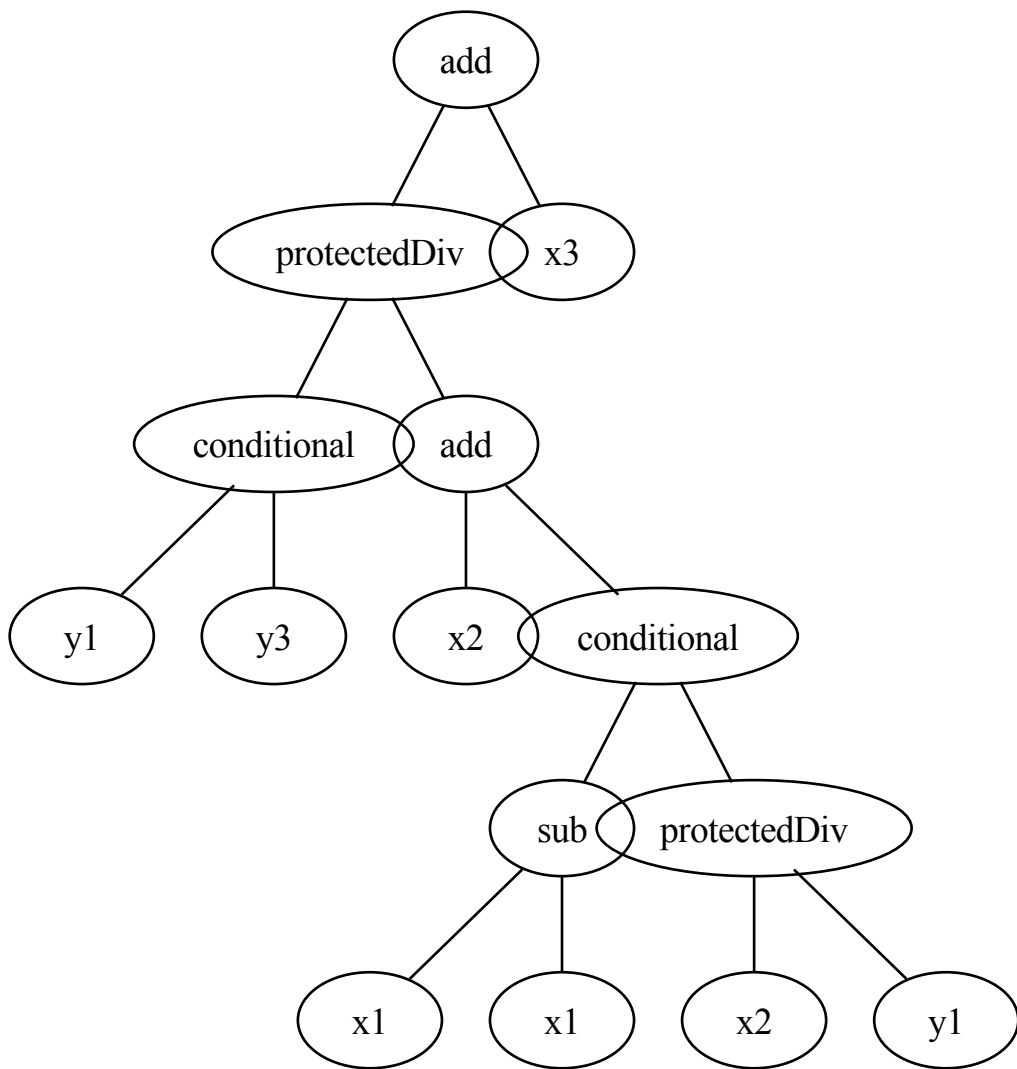 add
protectedDiv x3
conditional add
y1 y3 x2 conditional
sub protectedDiv
x1 x1 x2 y1